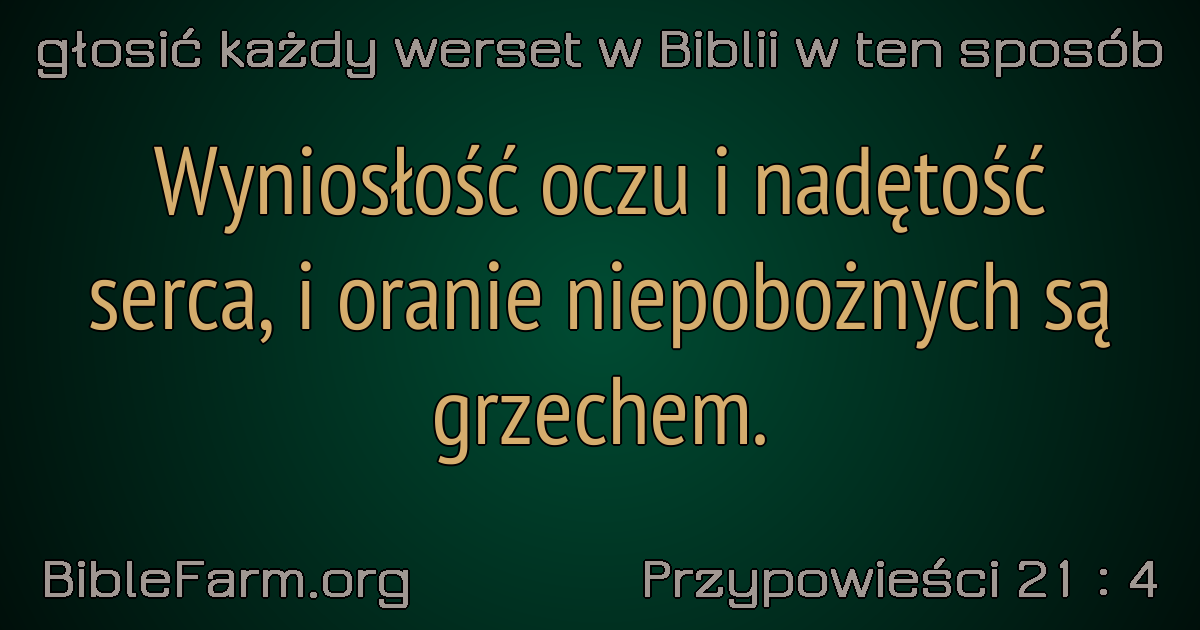 głosić każdy werset w Biblii w ten sposób
Wyniosłość oczu i nadętość
serca, i oranie niepobożnych są
grzechem.
BibleFarm.org
Przypowieści 21 : 4